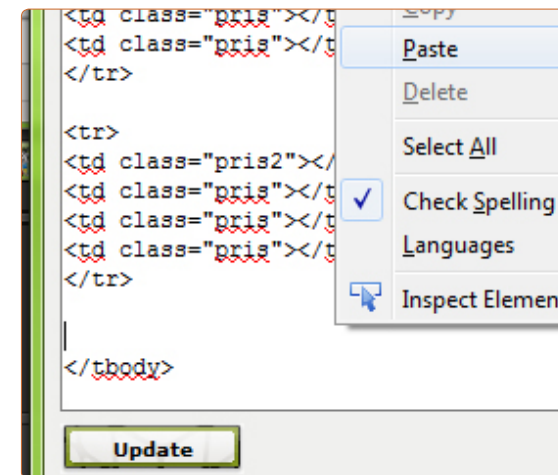 <td class="pris"></t
Copy
<td class="pris"></t
Paste
</tr>
Delete
<tr>
Select All
<td class="pris2"></
<td class="pris"></t
Check Spelling
<td class="pris"></t
<td class="pris"></t
Languages
</tr>
Inspect Elemen
</tbody>
Update